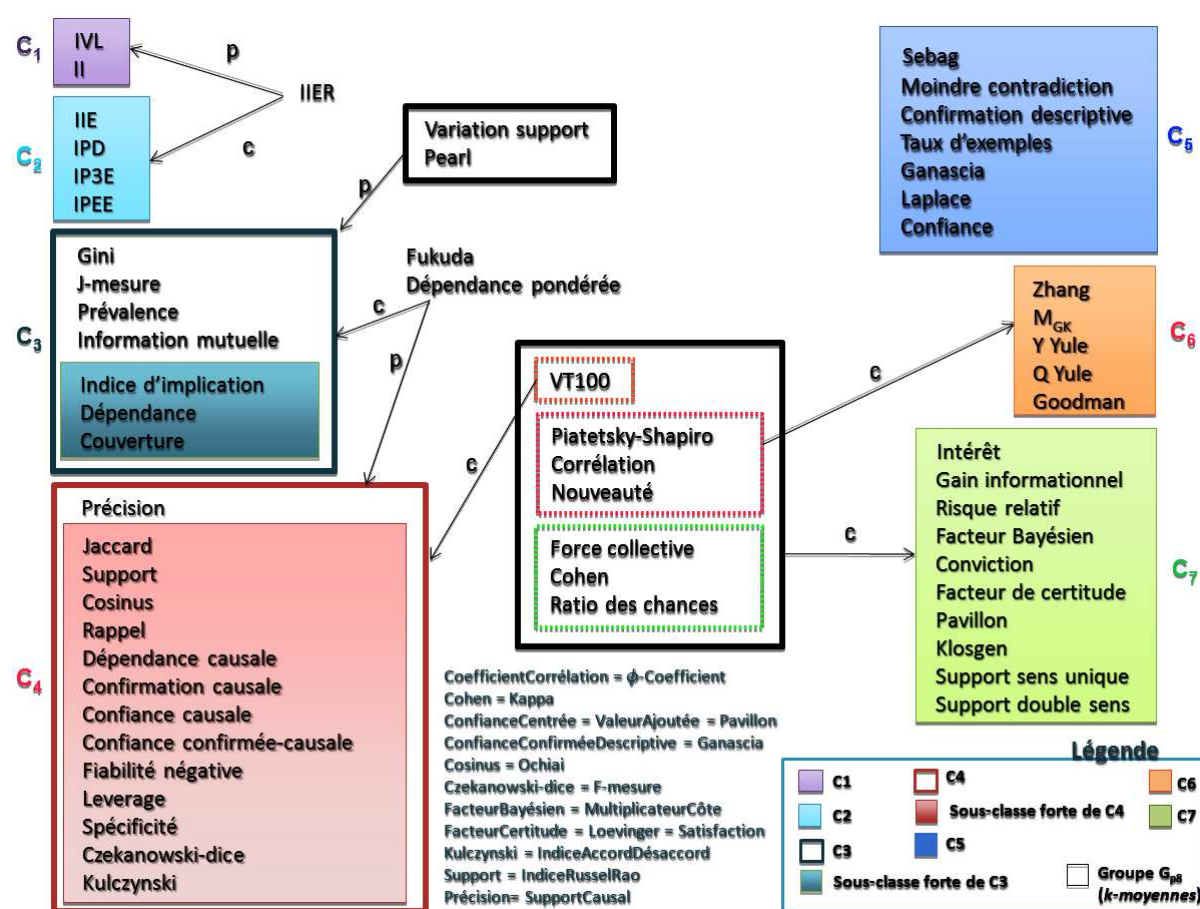 C1
IVL
II
p
IIER
c
C2
IIE
IPD
IP3E
IPEE
Variation support
Pearl
p
C3
Gini
J-mesure
Prévalence
Information mutuelle
Indice d'implication
Dépendance
Couverture
Fukuda
Dépendance pondérée
c
p
C4
Précision
Jaccard
Support
Cosinus
Rappel
Dépendance causale
Confirmation causale
Confiance causale
Confiance confirmée-causale
Fiabilité négative
Leverage
Spécificité
Czekanowski-dice
Kulczynski
VT100
c
Piatetsky-Shapiro
Corrélation
Nouveauté
c
Force collective
Cohen
Ratio des chances
c
Sebag
Moindre contradiction
Confirmation descriptive
Taux d'exemples
Ganascia
Laplace
Confiance
C5
Zhang
MGK
Y Yule
Q Yule
Goodman
C6
Intérêt
Gain informationnel
Risque relatif
Facteur Bayésien
Conviction
Facteur de certitude
Pavillon
Klosgen
Support sens unique
Support double sens
C7
CoefficientCorrélation = ϕ-Coefficient
Cohen = Kappa
ConfianceCentrée = ValeurAjoutée = Pavillon
ConfianceConfirméeDescriptive = Ganascia
Cosinus = Ochiai
Czekanowski-dice = F-mesure
FacteurBayésien = MultiplicateurCôte
FacteurCertitude = Loevinger = Satisfaction
Kulczynski = IndiceAccordDésaccord
Support = IndiceRusselRao
Précision= SupportCausal
Légende
C1
C2
C3
Sous-classe forte de C3
C4
Sous-classe forte de C4
C5
C6
C7
Groupe Gp8
(k-moyennes)